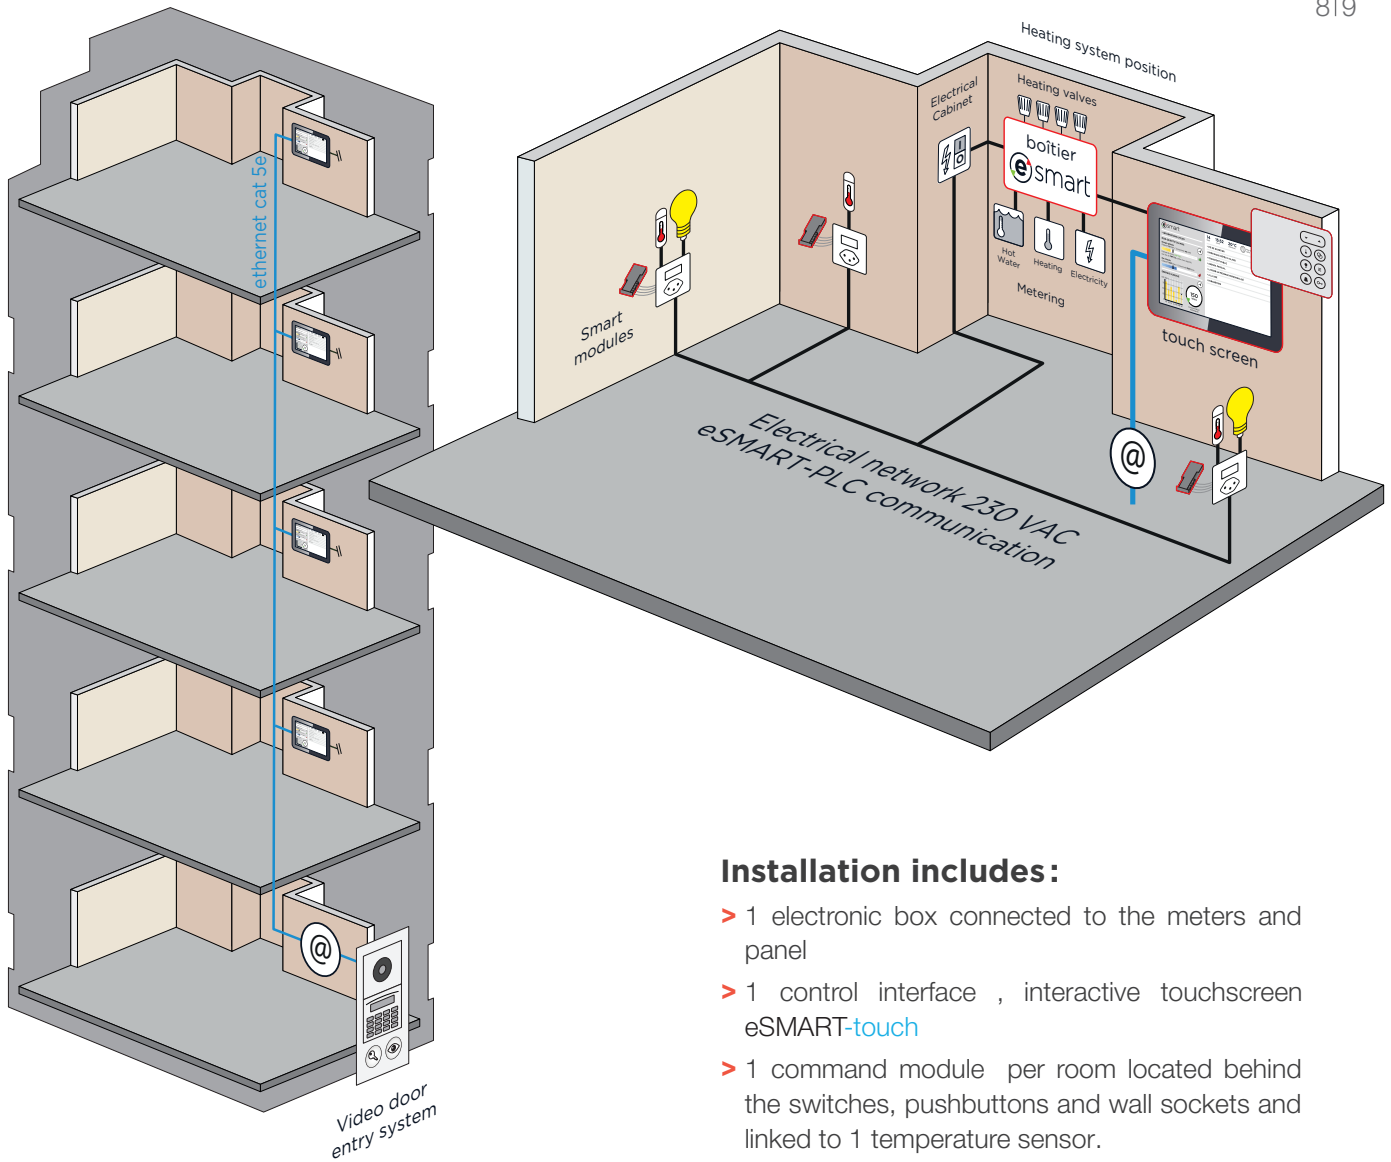 8|9
Heating system position
Electrical
Cabinet
Heating valves
boîtier
esmart
Hot
Water
Heating
Electricity
Metering
esmart
touch screen
Smart
modules
ethernet cat 5e
Electrical network 230 VAC
eSMART-PLC communication
@
@
Video door
entry system
Installation includes:
> 1 electronic box connected to the meters and
panel
> 1 control interface , interactive touchscreen
eSMART-touch
> 1 command module per room located behind
the switches, pushbuttons and wall sockets and
linked to 1 temperature sensor.